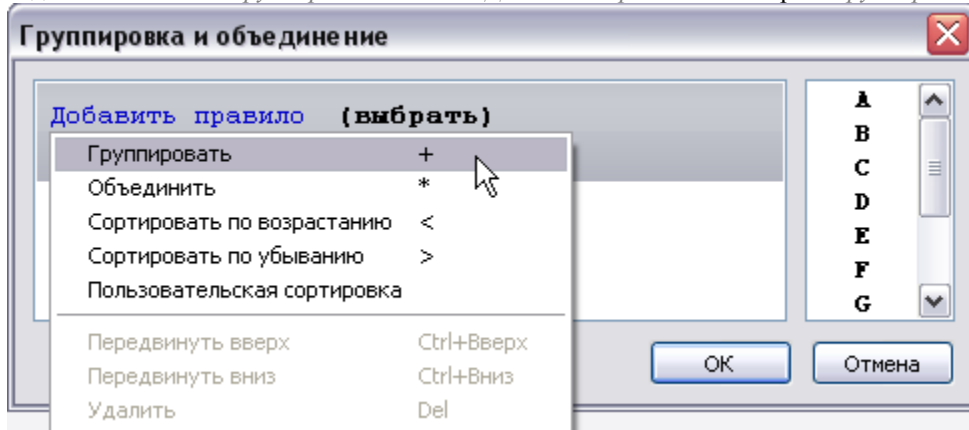 Группировка и объединение
Добавить правило (выбрать)
Группировать +
Объединить *
Сортировать по возрастанию <
Сортировать по убыванию >
Пользовательская сортировка
Передвинуть вверх Ctrl+Вверх
Передвинуть вниз Ctrl+Вниз
Удалить Del
A
B
C
D
E
F
G
OK
Отмена